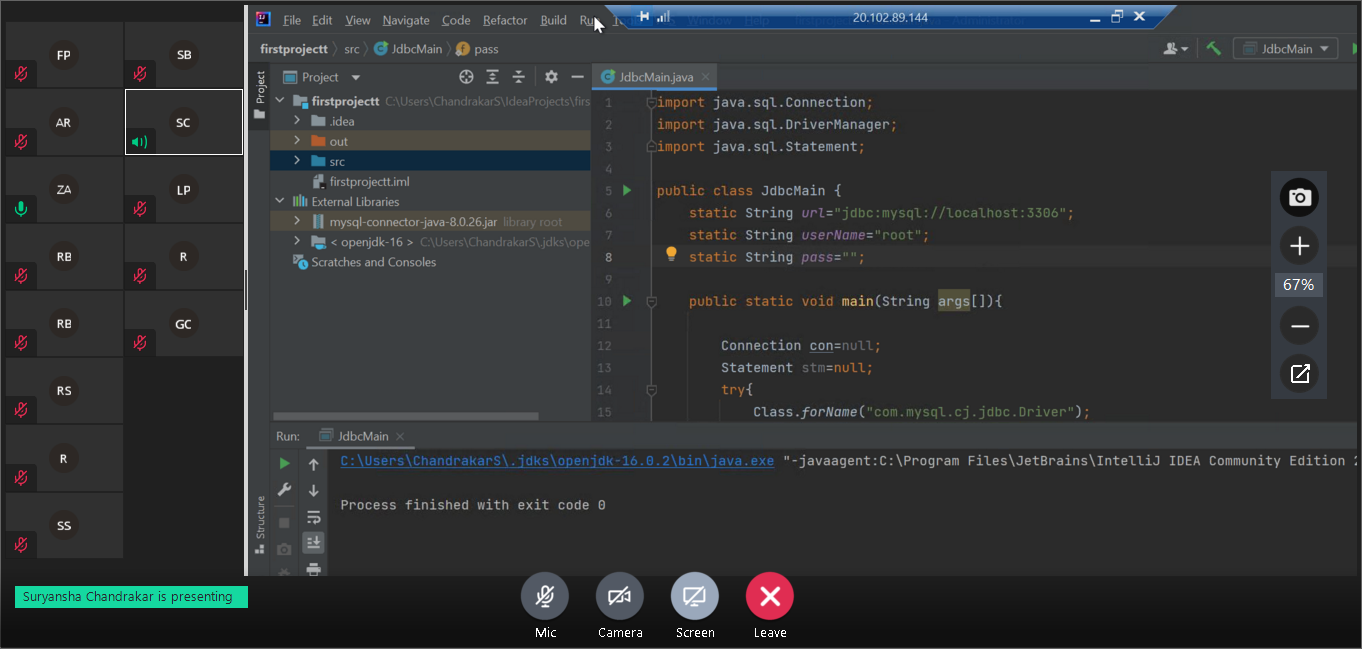 FP
SB
AR
SC
ZA
LP
RB
R
RB
GC
RS
R
SS
Suryansha Chandrakar is presenting
File Edit View Navigate Code Refactor Build
20.102.89.144
firstprojectt src JdbcMain pass
JdbcMain
Project
Project
JdbcMain.java
firstprojectt C:\Users\ChandrakarS\IdeaProjects\firs
.idea
out
src
firstprojectt.iml
External Libraries
mysql-connector-java-8.0.26.jar library root
< openjdk-16 > C:\Users\ChandrakarS\.jdks\ope
Scratches and Consoles
1 import java.sql.Connection;
2 import java.sql.DriverManager;
3 import java.sql.Statement;
4
5 public class JdbcMain {
6 static String url="jdbc:mysql://localhost:3306";
7 static String userName="root";
8 static String pass="";
9
10 public static void main(String args[]){
11
12 Connection con=null;
13 Statement stm=null;
14 try{
15 Class.forName("com.mysql.cj.jdbc.Driver");
67%
Run: JdbcMain
C:\Users\ChandrakarS\.jdks\openjdk-16.0.2\bin\java.exe "-javaagent:C:\Program Files\JetBrains\IntelliJ IDEA Community Edition 2
Process finished with exit code 0
Structure
Mic
Camera
Screen
Leave